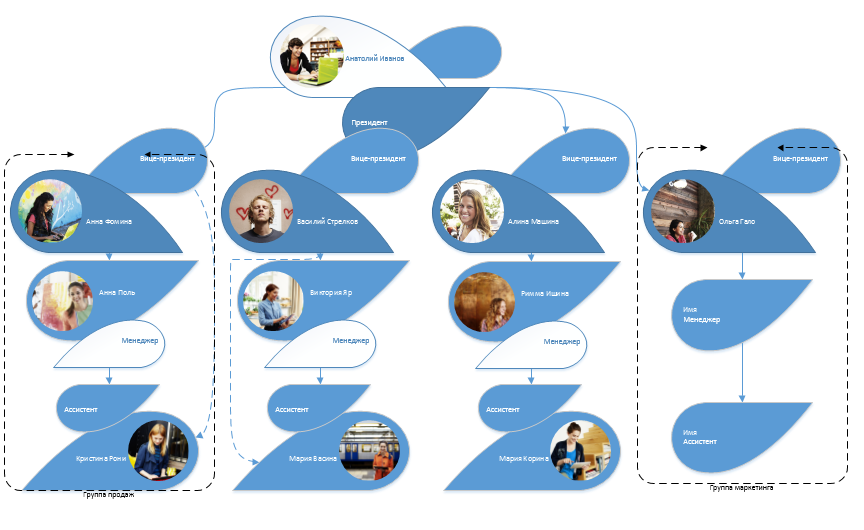 Анатолий Иванов
Президент
Вице-президент
Вице-президент
Вице-президент
Вице-президент
Анна Фомина
Василий Стрелков
Алина Машина
Ольга Гало
Анна Поль
Виктория Яр
Римма Ишина
Имя
Менеджер
Менеджер
Менеджер
Менеджер
Ассистент
Ассистент
Ассистент
Имя
Ассистент
Кристина Рони
Мария Васина
Мария Корина
Группа продаж
Группа маркетинга